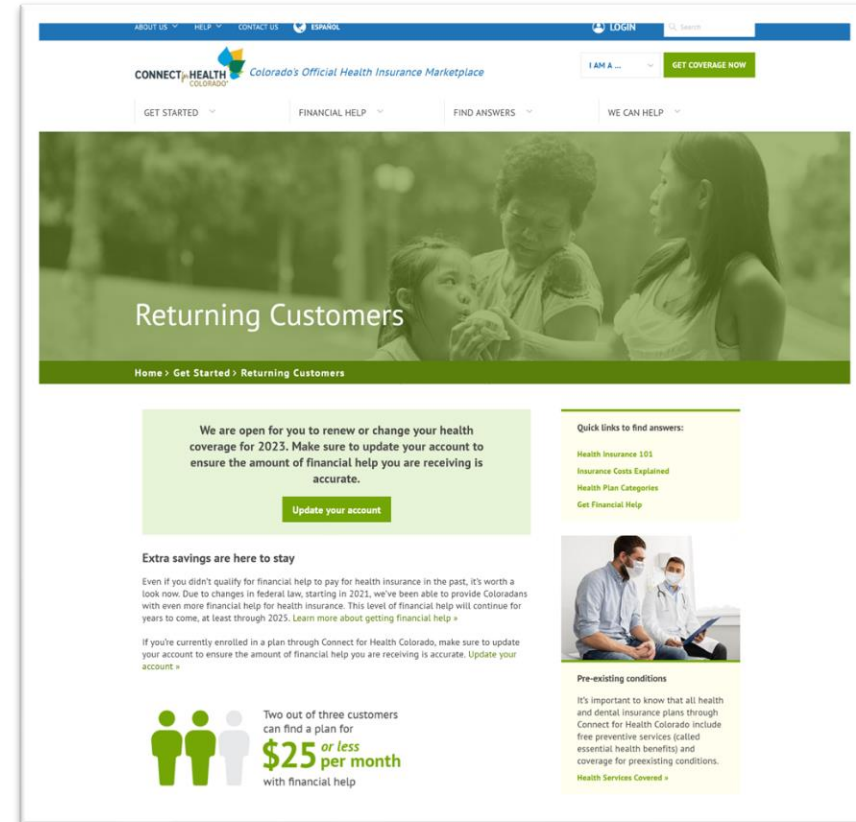 ABOUT US HELP CONTACT US ESPAÑOL LOGIN Search
CONNECT for HEALTH COLORADO® Colorado's Official Health Insurance Marketplace
I AM A ... GET COVERAGE NOW
GET STARTED FINANCIAL HELP FIND ANSWERS WE CAN HELP
Returning Customers
Home > Get Started > Returning Customers
We are open for you to renew or change your health
coverage for 2023. Make sure to update your account to
ensure the amount of financial help you are receiving is
accurate.
Update your account
Extra savings are here to stay
Even if you didn't qualify for financial help to pay for health insurance in the past, it's worth a
look now. Due to changes in federal law, starting in 2021, we've been able to provide Coloradans
with even more financial help for health insurance. This level of financial help will continue for
years to come, at least through 2025. Learn more about getting financial help »
If you're currently enrolled in a plan through Connect for Health Colorado, make sure to update
your account to ensure the amount of financial help you are receiving is accurate. Update your
account »
Two out of three customers
can find a plan for
$25 or less
per month
with financial help
Quick links to find answers:
Health Insurance 101
Insurance Costs Explained
Health Plan Categories
Get Financial Help
Pre-existing conditions
It's important to know that all health
and dental insurance plans through
Connect for Health Colorado include
free preventive services (called
essential health benefits) and
coverage for preexisting conditions.
Health Services Covered »